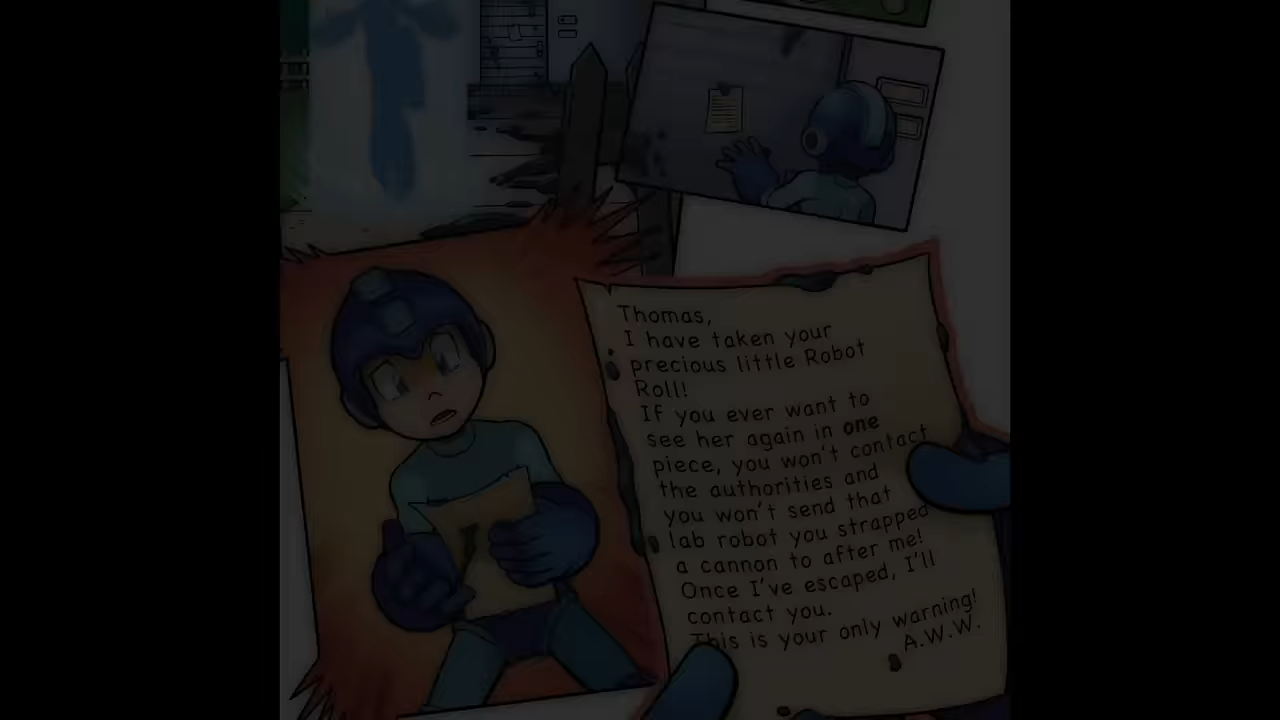 Thomas,
I have taken your
precious little Robot
Roll!
If you ever want to
see her again in one
piece, you won't contact
the authorities and
you won't send that
lab robot you strapped
a cannon to after me!
Once I've escaped, I'll
contact you.
This is your only warning!
A.W.W.